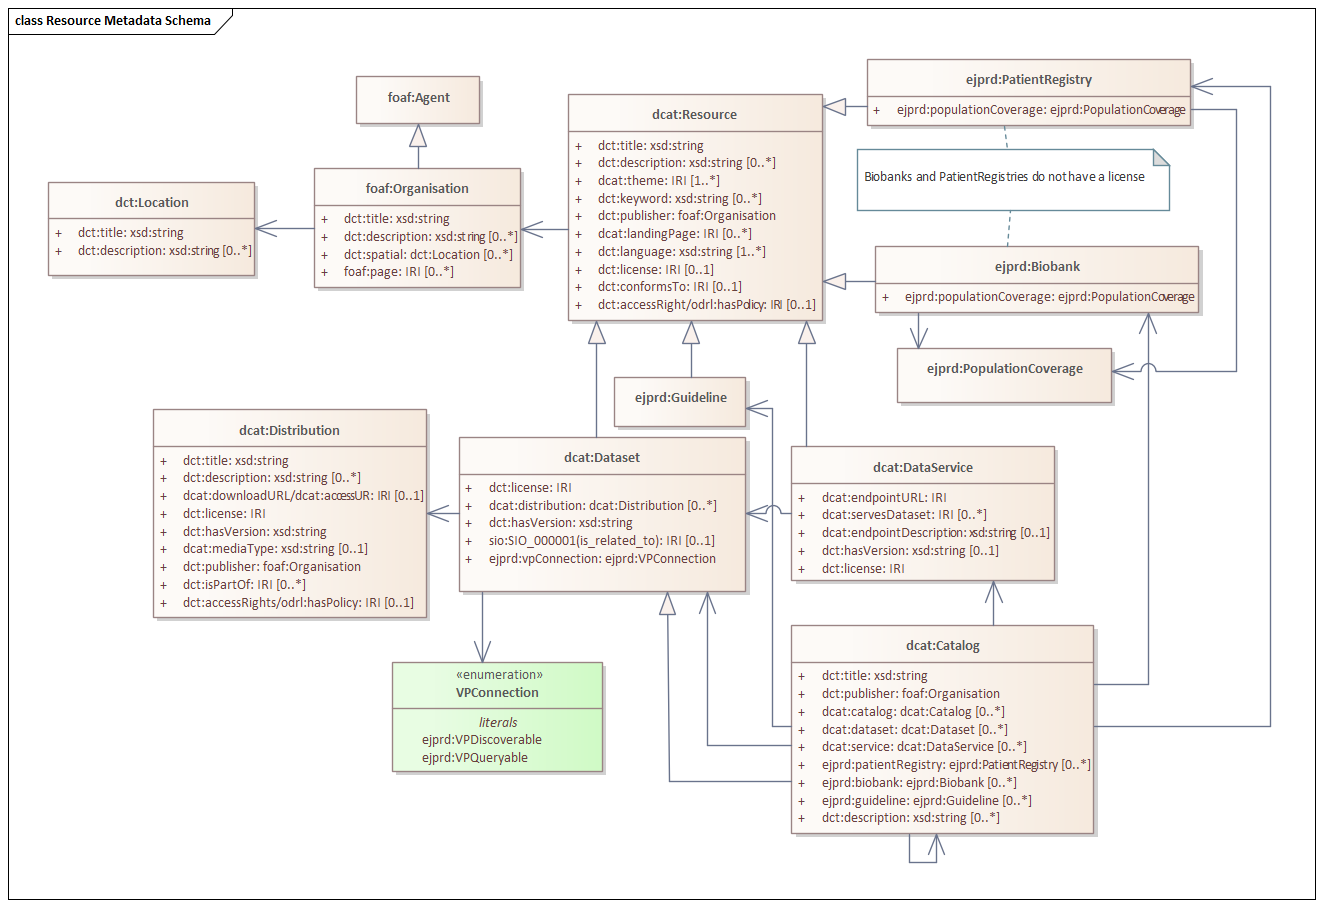 class Resource Metadata Schema
foaf:Agent
dct:Location
+ dct:title: xsd:string
+ dct:description: xsd:string [0..*]
foaf:Organisation
+ dct:title: xsd:string
+ dct:description: xsd:string [0..*]
+ dct:spatial: dct:Location [0..*]
+ foaf:page: IRI [0..*]
dcat:Resource
+ dct:title: xsd:string
+ dct:description: xsd:string [0..*]
+ dcat:theme: IRI [1..*]
+ dct:keyword: xsd:string [0..*]
+ dct:publisher: foaf:Organisation
+ dcat:landingPage: IRI [0..*]
+ dct:language: xsd:string [1..*]
+ dct:license: IRI [0..1]
+ dct:conformsTo: IRI [0..1]
+ dct:accessRight/odrl:hasPolicy: IRI [0..1]
ejprd:PatientRegistry
+ ejprd:populationCoverage: ejprd:PopulationCoverage
Biobanks and PatientRegistries do not have a license
ejprd:Biobank
+ ejprd:populationCoverage: ejprd:PopulationCoverage
ejprd:PopulationCoverage
ejprd:Guideline
dcat:Distribution
+ dct:title: xsd:string
+ dct:description: xsd:string [0..*]
+ dcat:downloadURL/dcat:accessUR: IRI [0..1]
+ dct:license: IRI
+ dct:hasVersion: xsd:string
+ dcat:mediaType: xsd:string [0..1]
+ dct:publisher: foaf:Organisation
+ dct:isPartOf: IRI [0..*]
+ dct:accessRights/odrl:hasPolicy: IRI [0..1]
dcat:Dataset
+ dct:license: IRI
+ dcat:distribution: dcat:Distribution [0..*]
+ dct:hasVersion: xsd:string
+ sio:SIO_000001(is_related_to): IRI [0..1]
+ ejprd:vpConnection: ejprd:VPConnection
dcat:DataService
+ dcat:endpointURL: IRI
+ dcat:servesDataset: IRI [0..*]
+ dcat:endpointDescription: xsd:string [0..1]
+ dct:hasVersion: xsd:string [0..1]
+ dct:license: IRI
«enumeration»
VPConnection
literals
ejprd:VPDiscoverable
ejprd:VPQueryable
dcat:Catalog
+ dct:title: xsd:string
+ dct:publisher: foaf:Organisation
+ dcat:catalog: dcat:Catalog [0..*]
+ dcat:dataset: dcat:Dataset [0..*]
+ dcat:service: dcat:DataService [0..*]
+ ejprd:patientRegistry: ejprd:PatientRegistry [0..*]
+ ejprd:biobank: ejprd:Biobank [0..*]
+ ejprd:guideline: ejprd:Guideline [0..*]
+ dct:description: xsd:string [0..*]